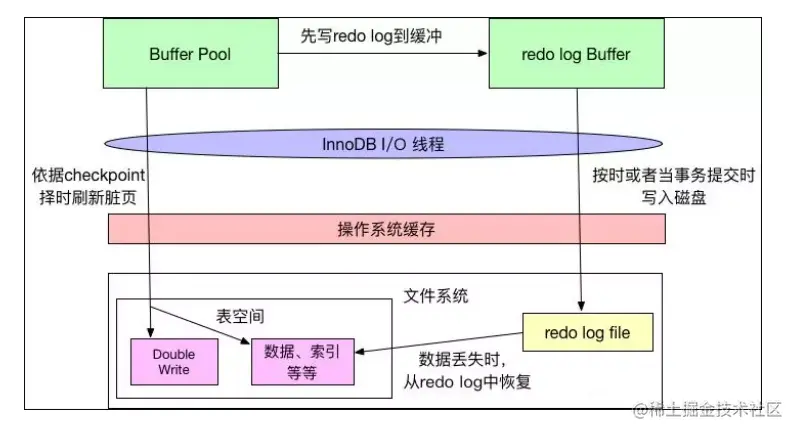 Buffer Pool
先写redo log到缓冲
redo log Buffer
InnoDB I/O 线程
依据checkpoint
择时刷新脏页
按时或者当事务提交时
写入磁盘
操作系统缓存
文件系统
表空间
redo log file
Double
Write
数据、索引
等等
数据丢失时，
从redo log中恢复
@稀土掘金技术社区